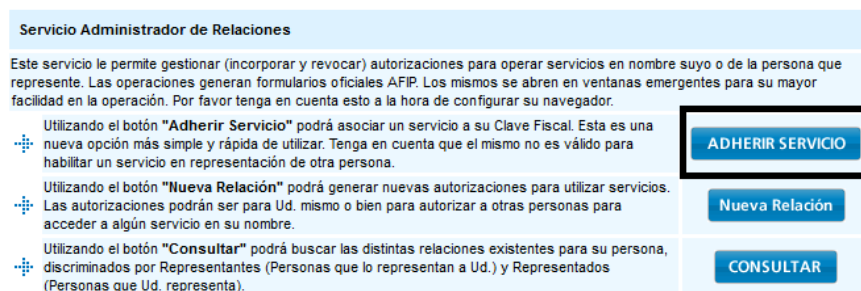 Servicio Administrador de Relaciones
Este servicio le permite gestionar (incorporar y revocar) autorizaciones para operar servicios en nombre suyo o de la persona que
represente. Las operaciones generan formularios oficiales AFIP. Los mismos se abren en ventanas emergentes para su mayor
facilidad en la operación. Por favor tenga en cuenta esto a la hora de configurar su navegador.
Utilizando el botón "Adherir Servicio" podrá asociar un servicio a su Clave Fiscal. Esta es una
nueva opción más simple y rápida de utilizar. Tenga en cuenta que el mismo no es válido para
habilitar un servicio en representación de otra persona.
ADHERIR SERVICIO
Utilizando el botón "Nueva Relación" podrá generar nuevas autorizaciones para utilizar servicios.
Las autorizaciones podrán ser para Ud. mismo o bien para autorizar a otras personas para
acceder a algún servicio en su nombre.
Nueva Relación
Utilizando el botón "Consultar" podrá buscar las distintas relaciones existentes para su persona,
discriminados por Representantes (Personas que lo representan a Ud.) y Representados
(Personas que Ud. representa).
CONSULTAR